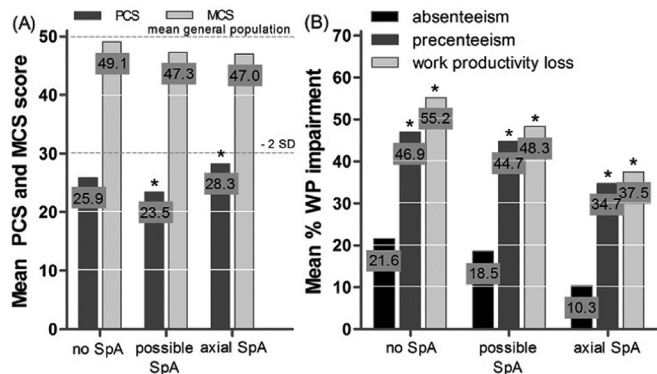 (A)
PCS
MCS
mean general population
Mean PCS and MCS score
50
40
30
20
10
0
- 2 SD
49.1
47.3
47.0
25.9
*
23.5
*
28.3
no SpA
possible
SpA
axial SpA
(B)
absenteeism
precenteeism
work productivity loss
Mean % WP impairment
70
60
50
40
30
20
10
0
21.6
*
46.9
*
55.2
18.5
*
44.7
*
48.3
10.3
*
34.7
*
37.5
no SpA
possible
SpA
axial SpA